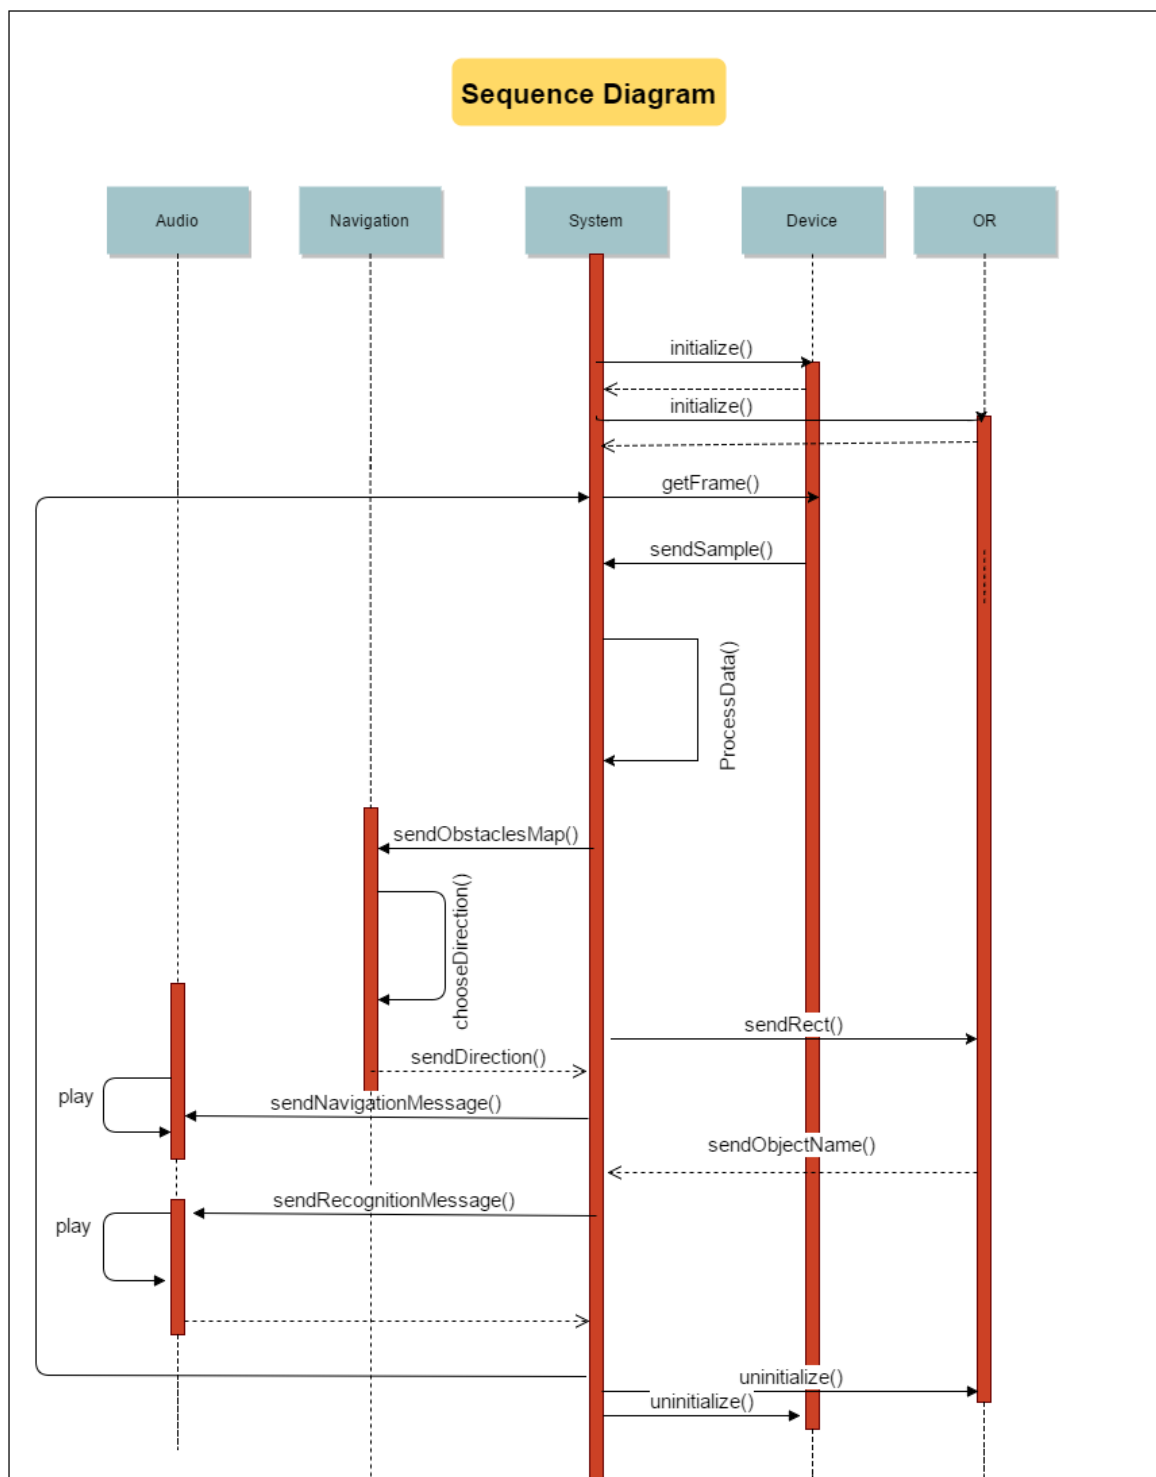 Sequence Diagram
Audio
Navigation
System
Device
OR
initialize()
initialize()
getFrame()
sendSample()
ProcessData()
sendObstaclesMap()
chooseDirection()
sendRect()
sendDirection()
play
sendNavigationMessage()
sendObjectName()
sendRecognitionMessage()
play
uninitialize()
uninitialize()